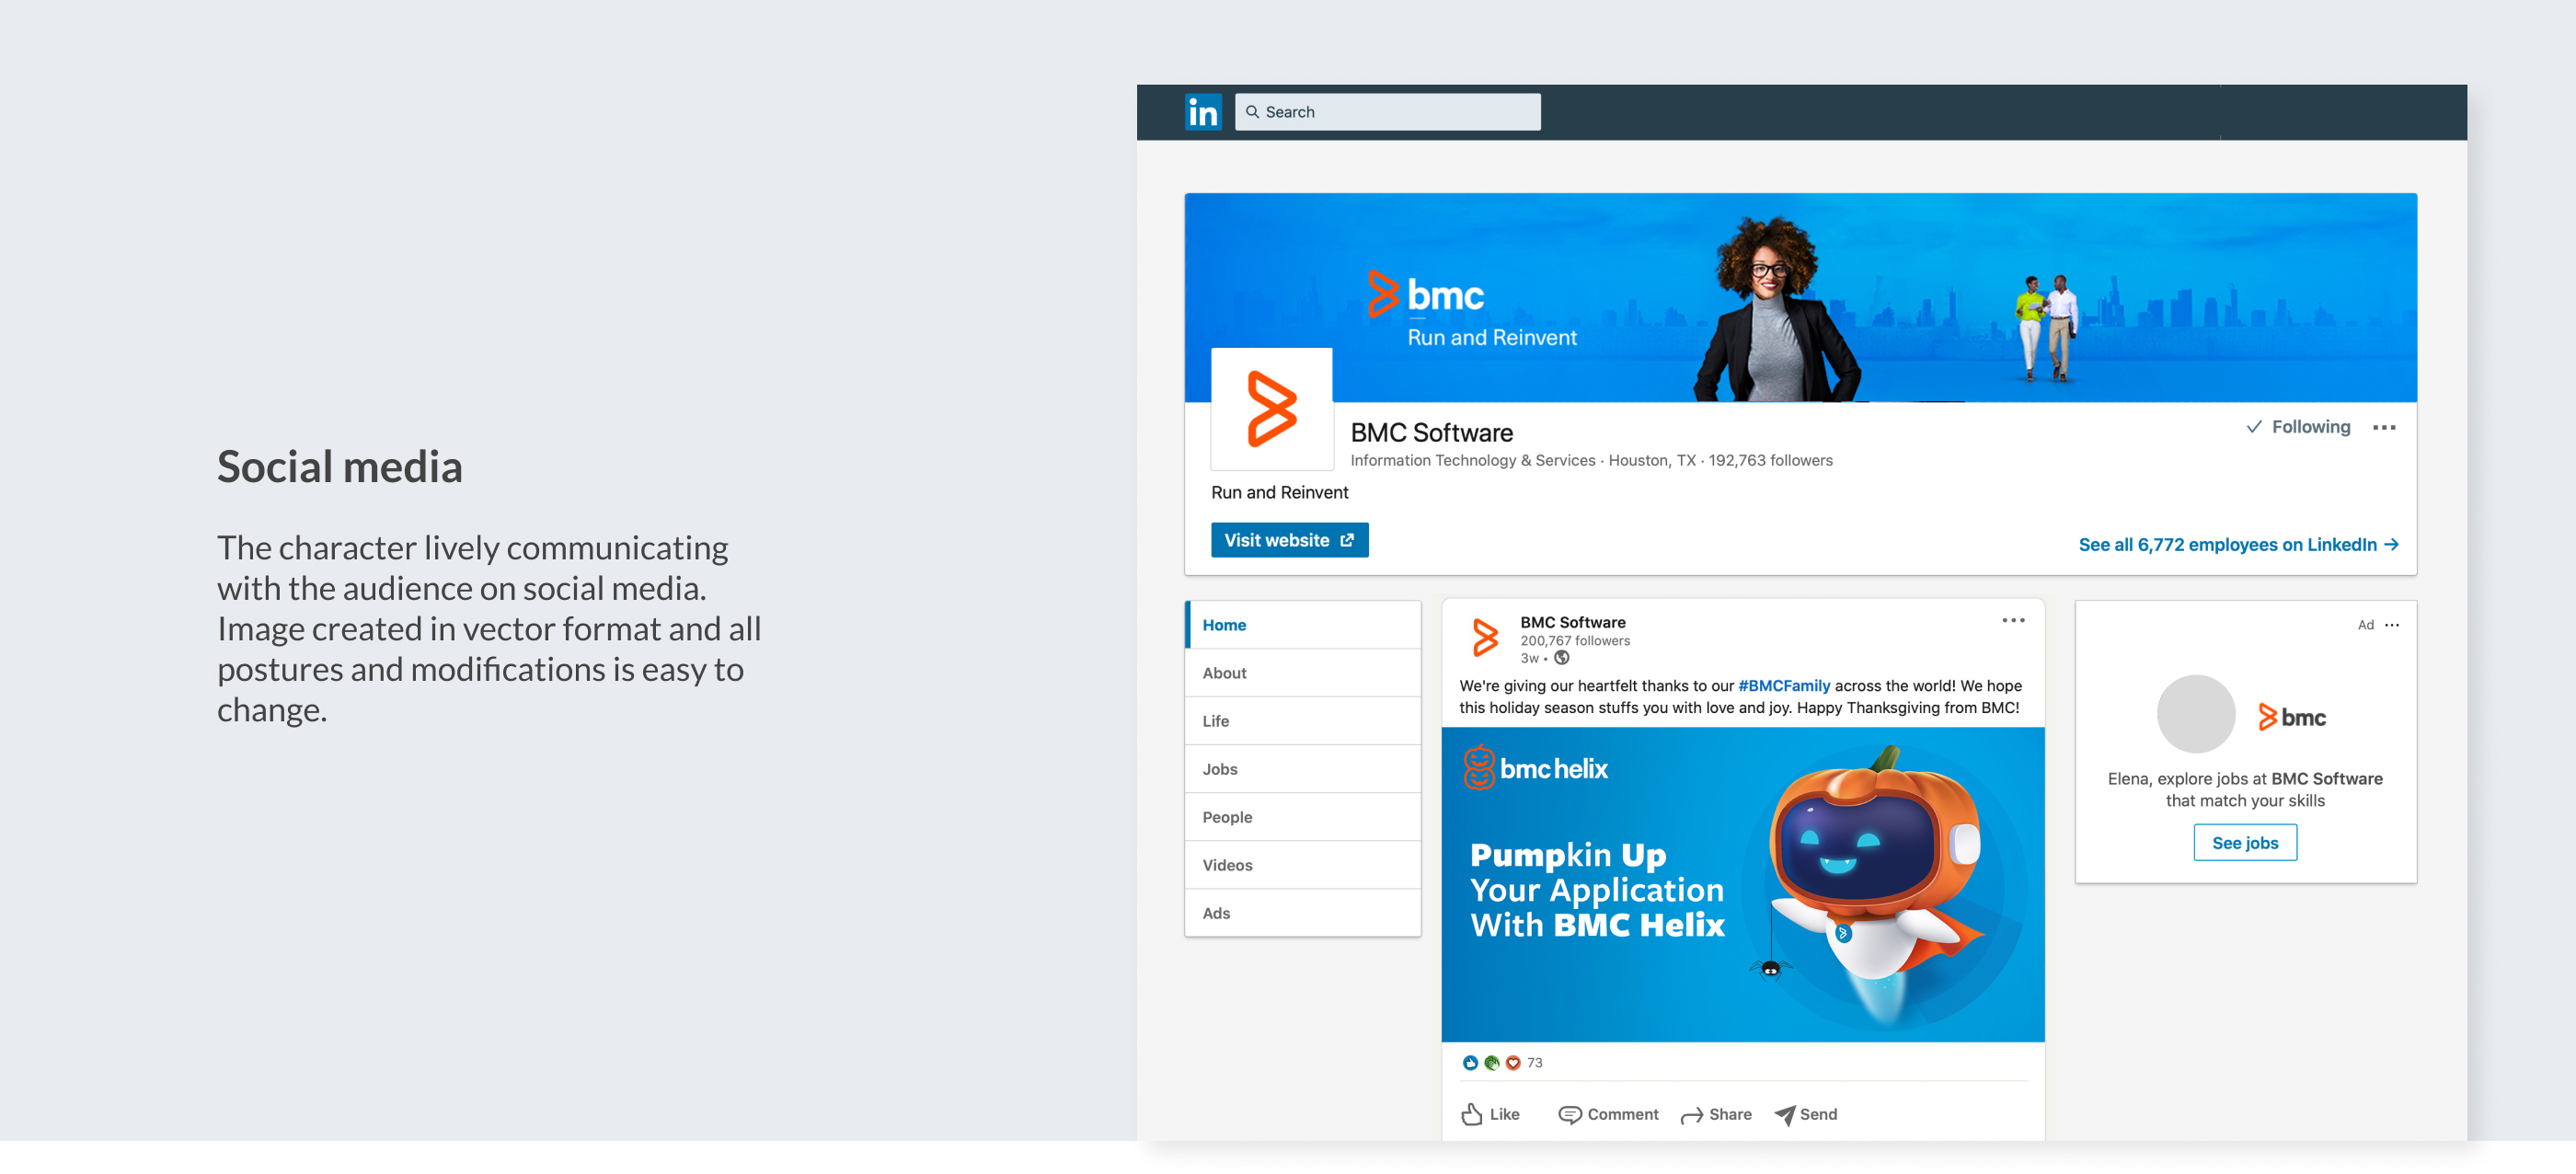 Social media
The character lively communicating
with the audience on social media.
Image created in vector format and all
postures and modifications is easy to
change.
in
Search
bmc
Run and Reinvent
BMC Software
Following
Information Technology & Services · Houston, TX · 192,763 followers
Run and Reinvent
Visit website
See all 6,772 employees on LinkedIn →
Home
About
Life
Jobs
People
Videos
Ads
BMC Software
200,767 followers
3w •
We're giving our heartfelt thanks to our #BMCFamily across the world! We hope
this holiday season stuffs you with love and joy. Happy Thanksgiving from BMC!
bmc helix
Pumpkin Up
Your Application
With BMC Helix
73
Like
Comment
Share
Send
Ad
bmc
Elena, explore jobs at BMC Software
that match your skills
See jobs